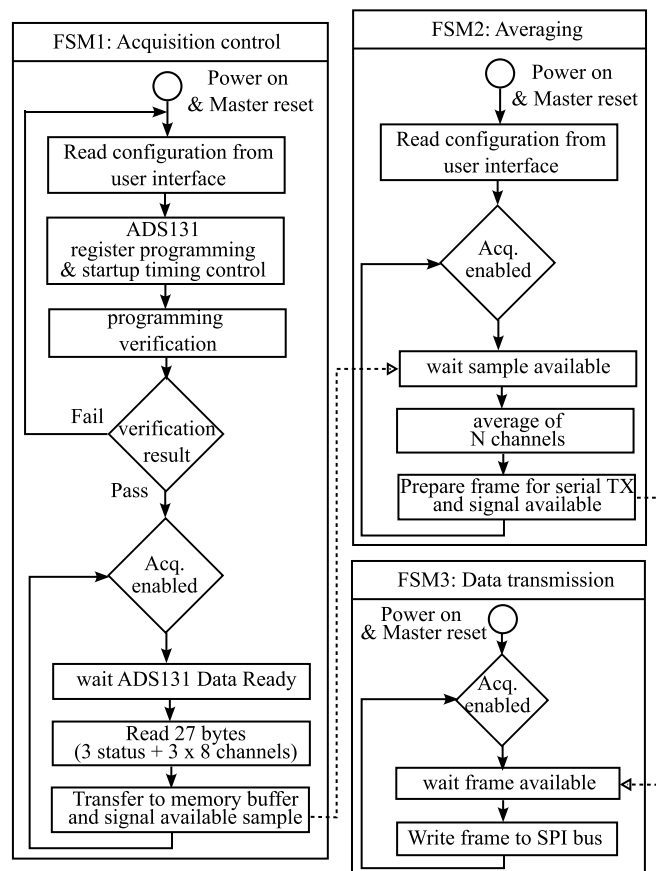 FSM1: Acquisition control
Power on
& Master reset
Read configuration from
user interface
ADS131
register programming
& startup timing control
programming
verification
Fail
verification
result
Pass
Acq.
enabled
wait ADS131 Data Ready
Read 27 bytes
(3 status + 3 x 8 channels)
Transfer to memory buffer
and signal available sample
FSM2: Averaging
Power on
& Master reset
Read configuration from
user interface
Acq.
enabled
wait sample available
average of
N channels
Prepare frame for serial TX
and signal available
FSM3: Data transmission
Power on
& Master reset
Acq.
enabled
wait frame available
Write frame to SPI bus